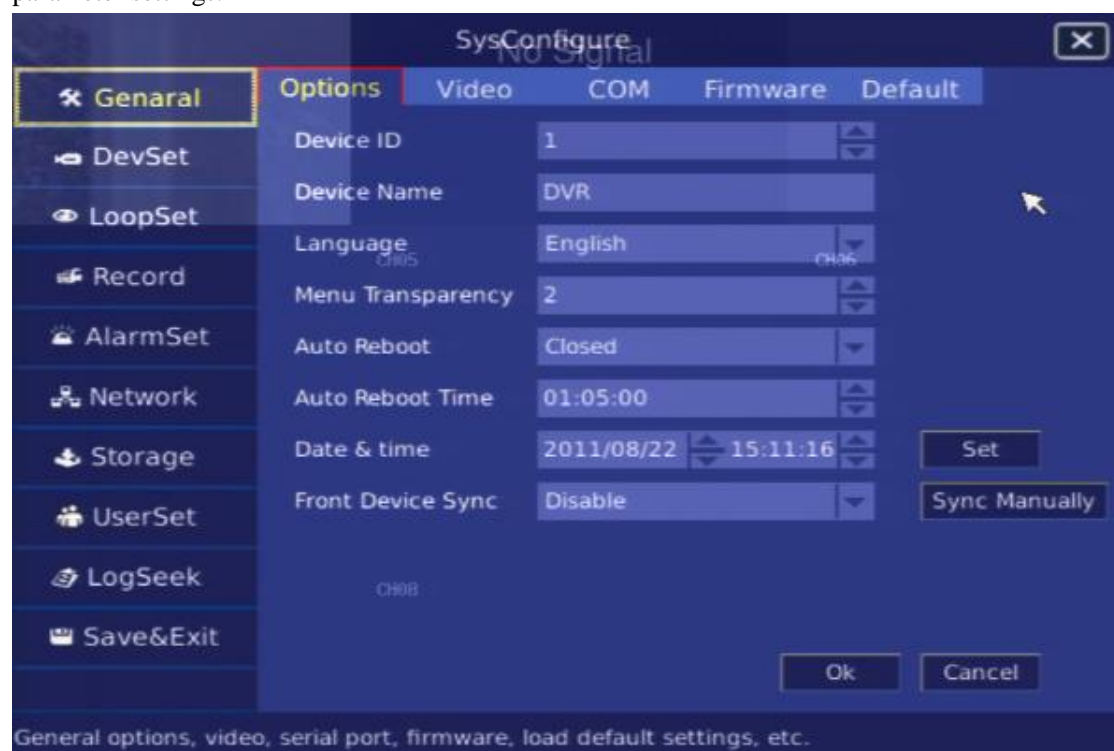 SysConfigure
No Signal
Genaral
DevSet
LoopSet
Record
AlarmSet
Network
Storage
UserSet
LogSeek
Save&Exit
Options Video COM Firmware Default
Device ID 1
Device Name DVR
Language English
CH05 CH06
Menu Transparency 2
Auto Reboot Closed
Auto Reboot Time 01:05:00
Date & time 2011/08/22 15:11:16 Set
Front Device Sync Disable Sync Manually
CH08
Ok Cancel
General options, video, serial port, firmware, load default settings, etc.